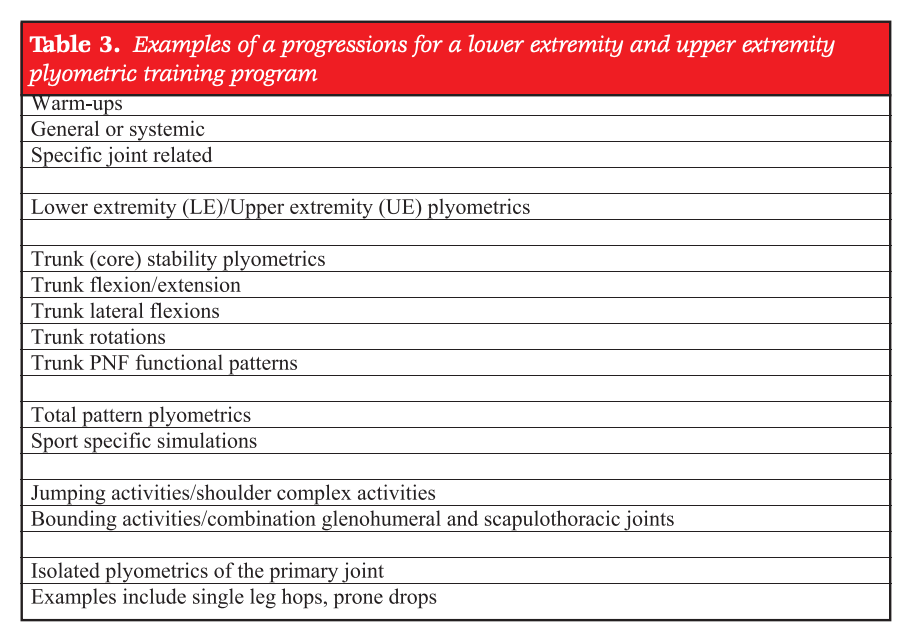 Table 3. Examples of a progressions for a lower extremity and upper extremity
plyometric training program
Warm-ups
General or systemic
Specific joint related
Lower extremity (LE)/Upper extremity (UE) plyometrics
Trunk (core) stability plyometrics
Trunk flexion/extension
Trunk lateral flexions
Trunk rotations
Trunk PNF functional patterns
Total pattern plyometrics
Sport specific simulations
Jumping activities/shoulder complex activities
Bounding activities/combination glenohumeral and scapulothoracic joints
Isolated plyometrics of the primary joint
Examples include single leg hops, prone drops